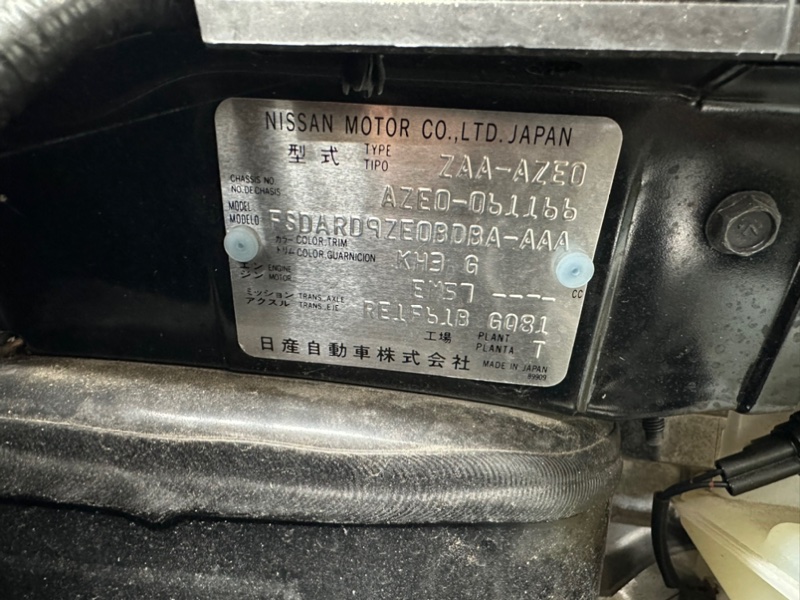 NISSAN MOTOR CO.,LTD. JAPAN
型式 TYPE TIPO ZAA-AZE0
CHASSIS NO NO. DE CHASIS AZE0-061166
MODEL MODELO FSDARD9ZE0BDBA-AAA
カラー COLOR.TRIM トリム COLOR.GUARNICION KH3 G
エンジン ENGINE MOTOR EM57 ---- CC
ミッション TRANS. AXLE アクスル TRANS. EJE RE1F61B G081
工場 PLANT PLANTA T
日産自動車株式会社 MADE IN JAPAN
89909